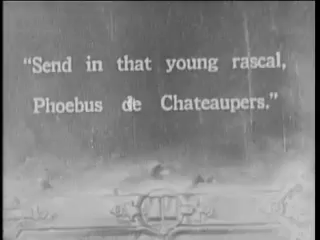 "Send in that young rascal,
Phoebus de Chateaupers."